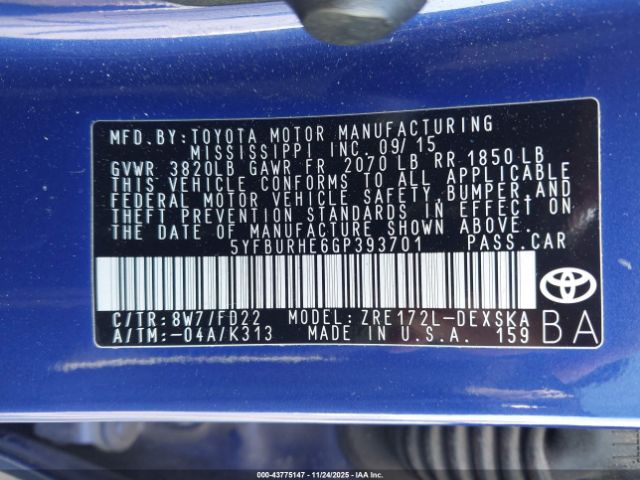 MFD.BY: TOYOTA MOTOR MANUFACTURING
MISSISSIPPI INC. 09/15
GVWR 3820LB GAWR FR 2070LB RR 1850LB
THIS VEHICLE CONFORMS TO ALL APPLICABLE
FEDERAL MOTOR VEHICLE SAFETY, BUMPER, AND
THEFT PREVENTION STANDARDS IN EFFECT ON
THE DATE OF MANUFACTURE SHOWN ABOVE.
5YFBURHE6GP393701 PASS.CAR
C/TR: 8W7/FD22 MODEL: ZRE172L-DEXSKA
A/TM:-04A/K313 MADE IN U.S.A. 159
BA
000-43775147 - 11/24/2025 - IAA Inc.